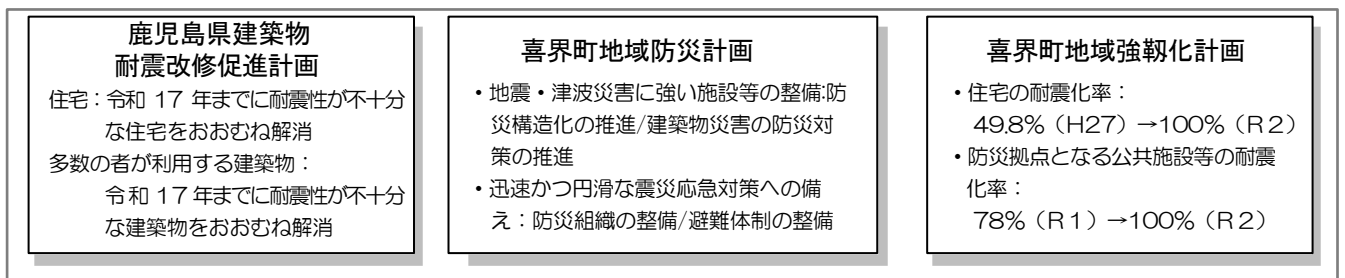 鹿児島県建築物
耐震改修促進計画
住宅：令和 17 年までに耐震性が不十分
な住宅をおおむね解消
多数の者が利用する建築物：
令和 17 年までに耐震性が不十分
な建築物をおおむね解消
喜界町地域防災計画
・地震・津波災害に強い施設等の整備:防
災構造化の推進/建築物災害の防災対
策の推進
・迅速かつ円滑な震災応急対策への備
え：防災組織の整備/避難体制の整備
喜界町地域強靱化計画
・住宅の耐震化率：
49.8%（H27）→100%（R２）
・防災拠点となる公共施設等の耐震
化率：
78%（R１）→100%（R２）